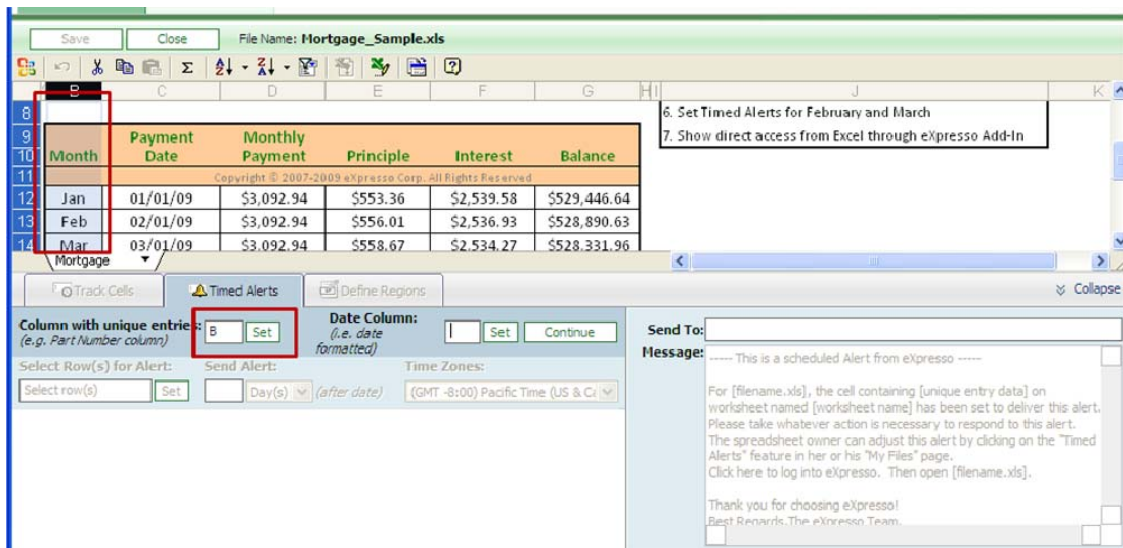 Save Close File Name: Mortgage_Sample.xls
B C D E F G H I J K
8 6. Set Timed Alerts for February and March
9 7. Show direct access from Excel through eXpresso Add-In
10 Month Payment Date Monthly Payment Principle Interest Balance
11 Copyright © 2007-2009 eXpresso Corp. All Rights Reserved
12 Jan 01/01/09 $3,092.94 $553.36 $2,539.58 $529,446.64
13 Feb 02/01/09 $3,092.94 $556.01 $2,536.93 $528,890.63
14 Mar 03/01/09 $3,092.94 $558.67 $2,534.27 $528,331.96
Mortgage
Track Cells Timed Alerts Define Regions Collapse
Column with unique entries: B Set
(e.g. Part Number column)
Date Column: Set Continue
(i.e. date
formatted)
Select Row(s) for Alert: Send Alert: Time Zones:
Select row(s) Set Day(s) (after date) (GMT -8:00) Pacific Time (US & Ca
Send To:
Message: ----- This is a scheduled Alert from eXpresso -----
For [filename.xls], the cell containing [unique entry data] on
worksheet named [worksheet name] has been set to deliver this alert.
Please take whatever action is necessary to respond to this alert.
The spreadsheet owner can adjust this alert by clicking on the "Timed
Alerts" feature in her or his "My Files" page.
Click here to log into eXpresso. Then open [filename.xls].
Thank you for choosing eXpresso!
Best Regards,The eXpresso Team.